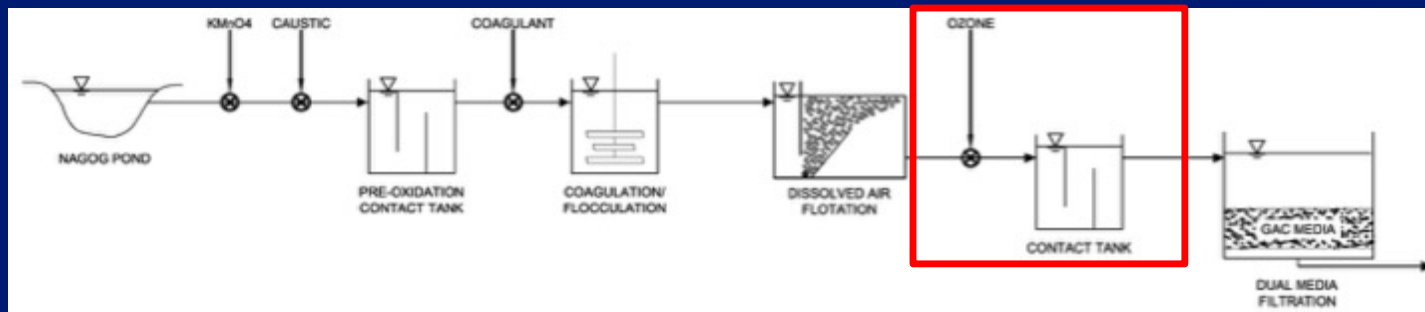 KMnO4
CAUSTIC
COAGULANT
OZONE
NAGOG POND
PRE-OXIDATION
CONTACT TANK
COAGULATION/
FLOCCULATION
DISSOLVED AIR
FLOTATION
CONTACT TANK
GAC MEDIA
DUAL MEDIA
FILTRATION